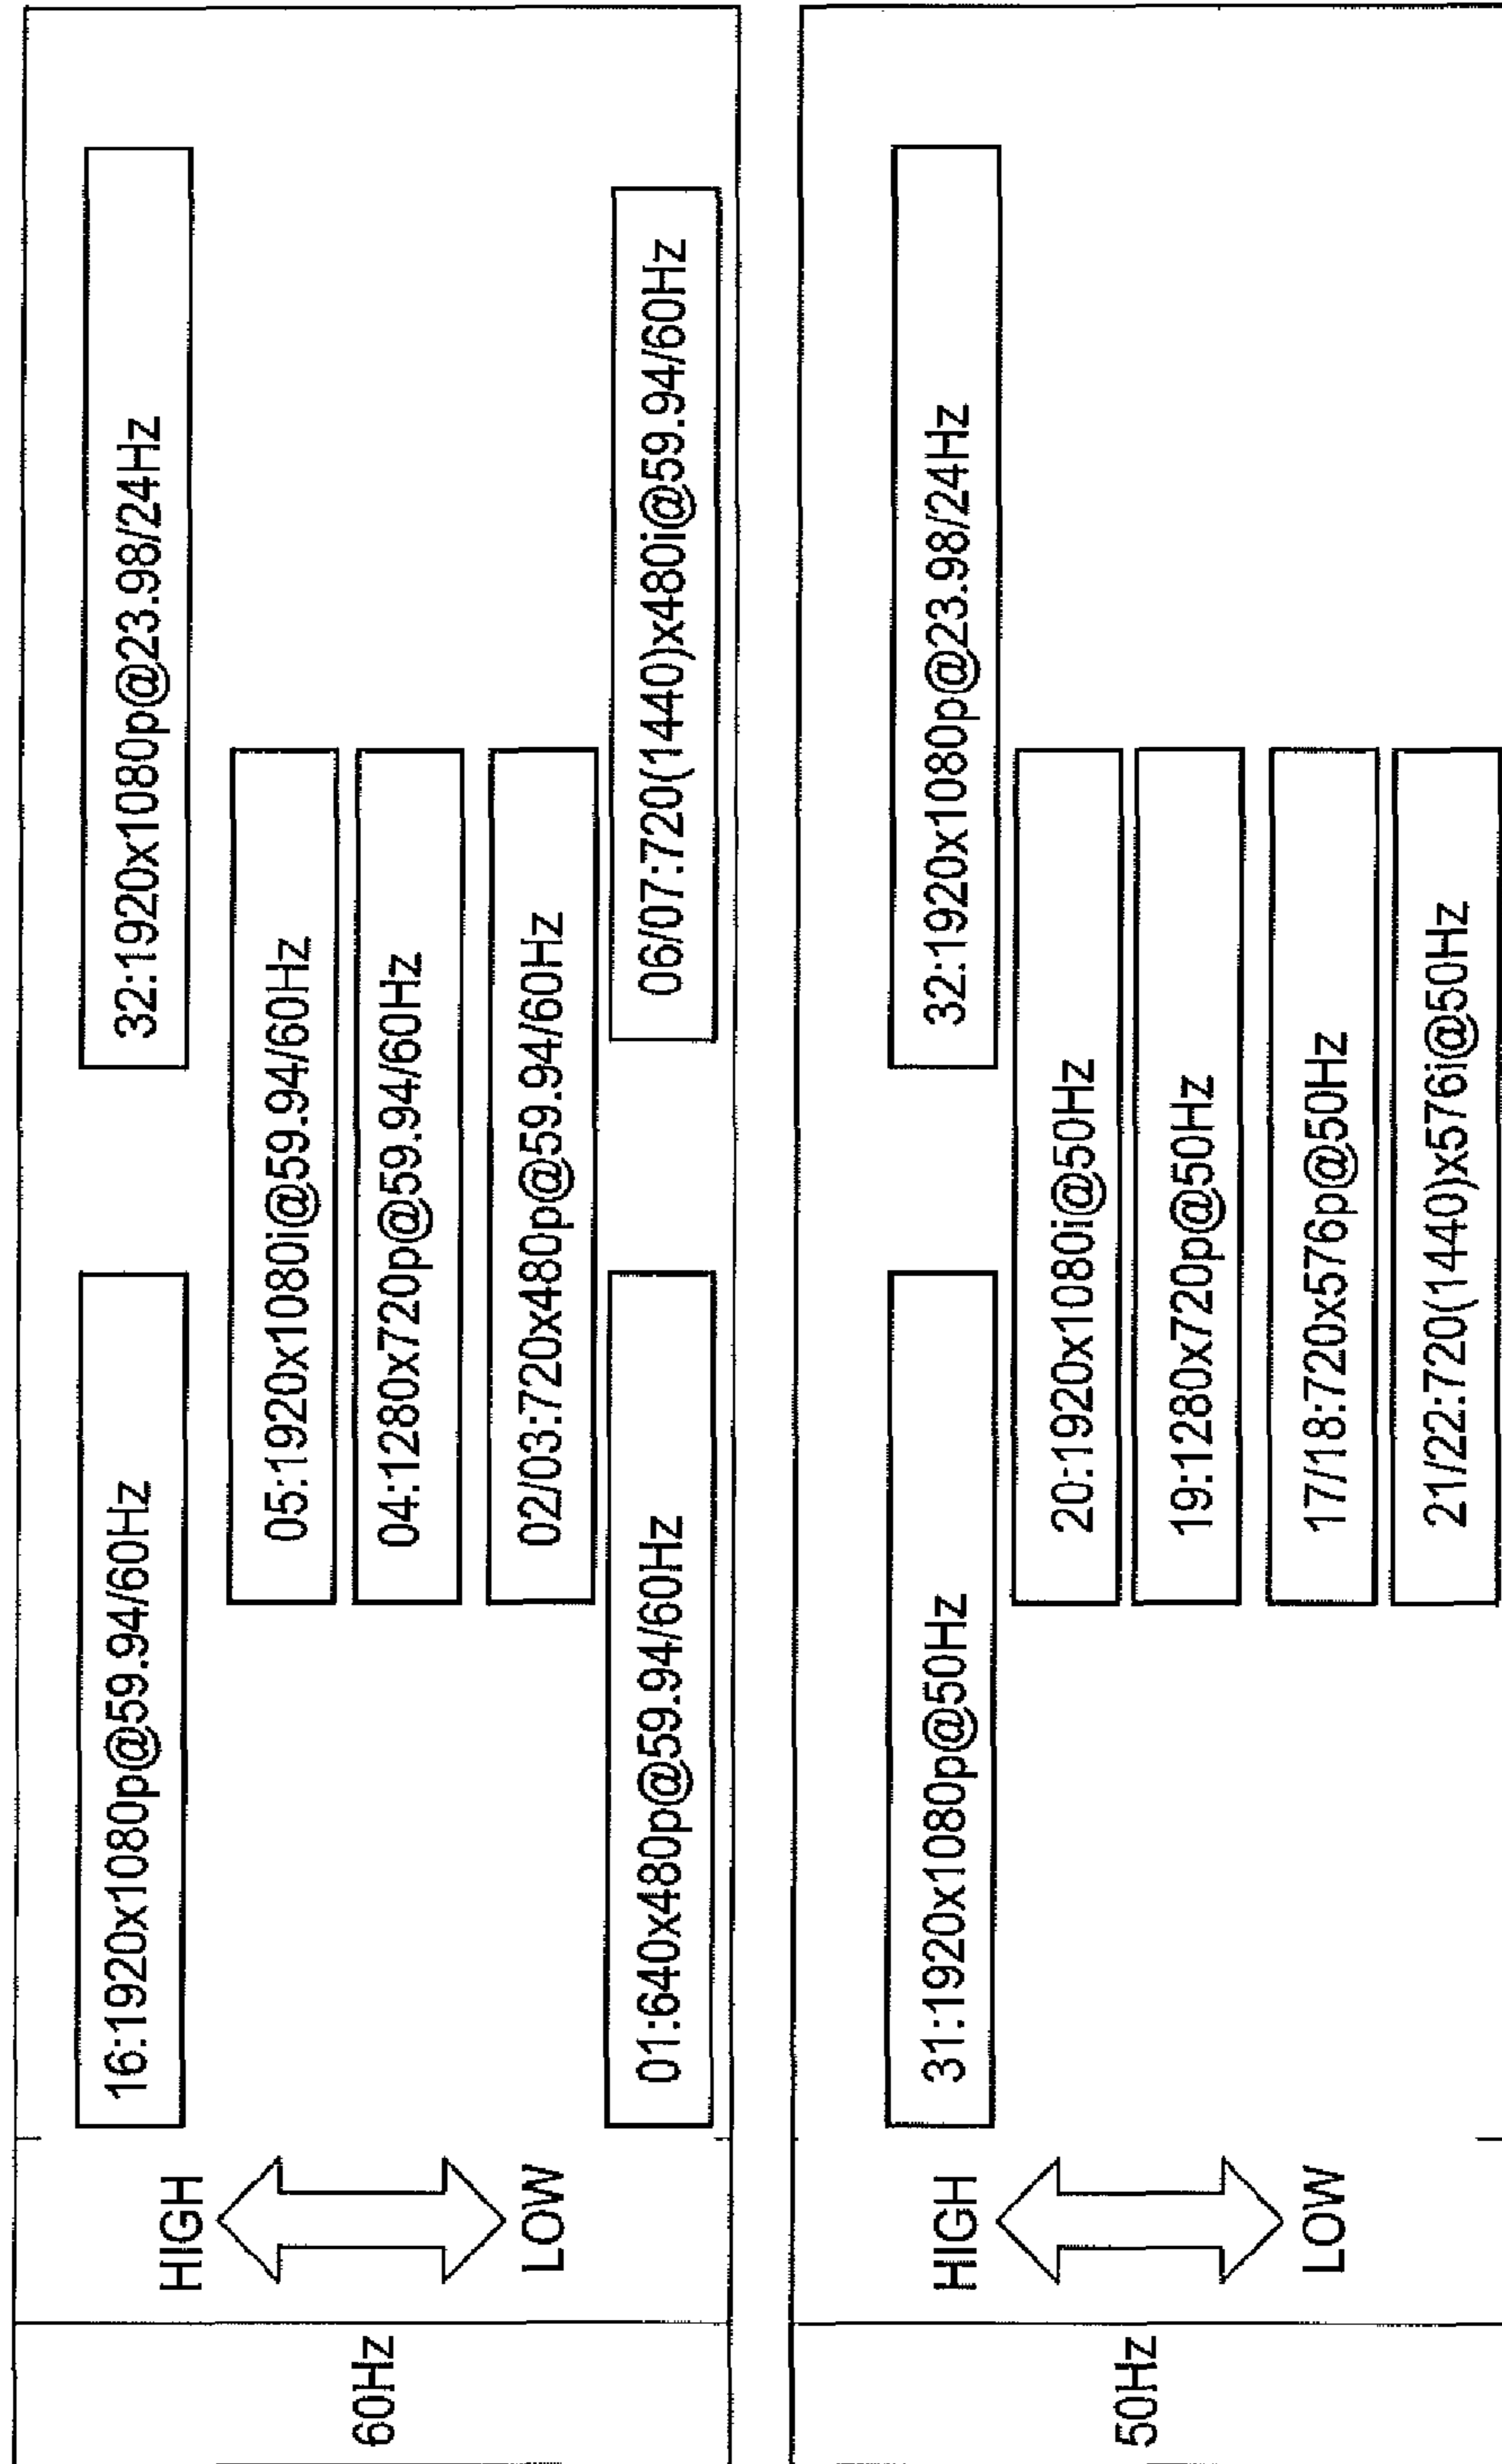 60Hz
HIGH
LOW
16:1920x1080p@59.94/60Hz
32:1920x1080p@23.98/24Hz
05:1920x1080i@59.94/60Hz
04:1280x720p@59.94/60Hz
02/03:720x480p@59.94/60Hz
01:640x480p@59.94/60Hz
06/07:720(1440)x480i@59.94/60Hz
50Hz
HIGH
LOW
31:1920x1080p@50Hz
32:1920x1080p@23.98/24Hz
20:1920x1080i@50Hz
19:1280x720p@50Hz
17/18:720x576p@50Hz
21/22:720(1440)x576i@50Hz